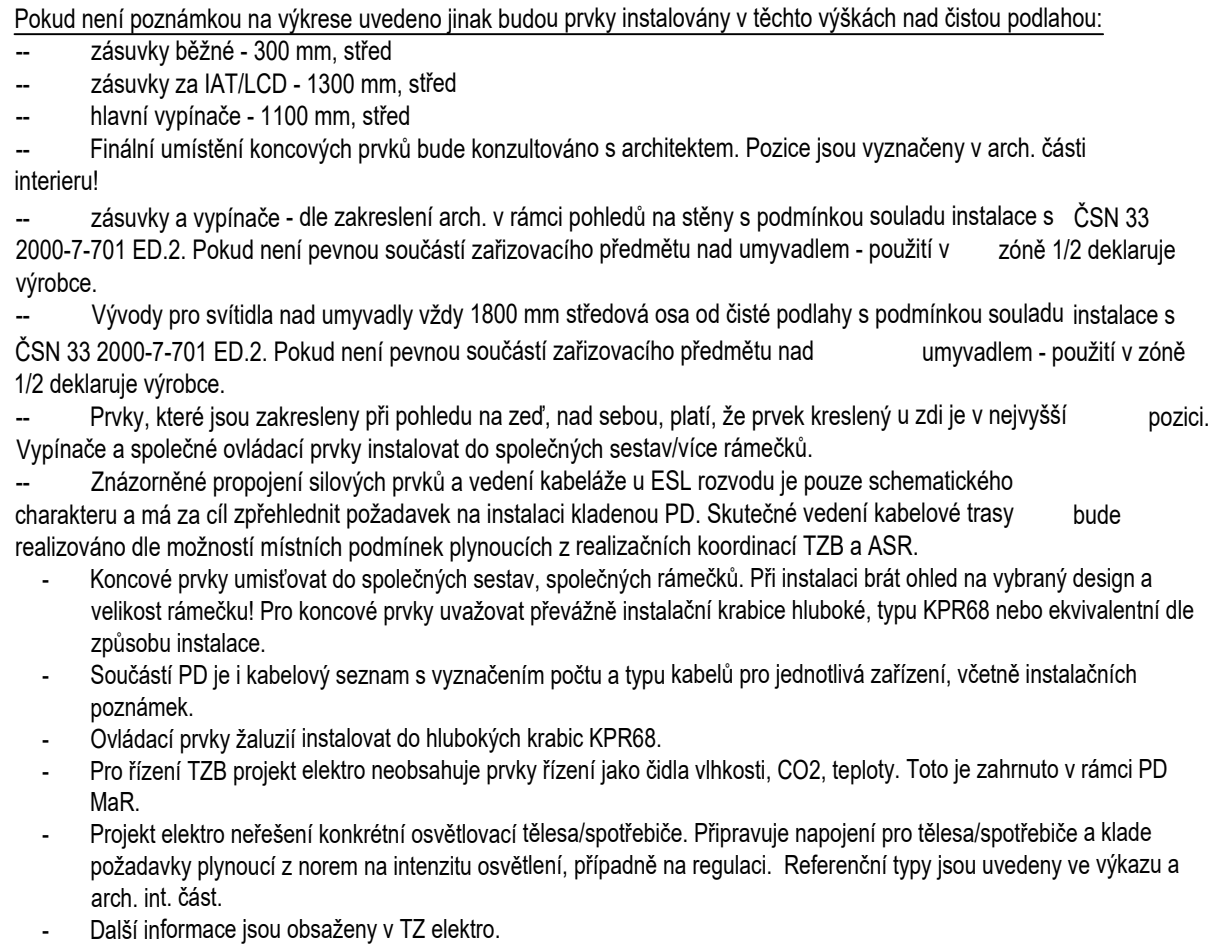 Pokud není poznámkou na výkrese uvedeno jinak budou prvky instalovány v těchto výškách nad čistou podlahou:
-- zásuvky běžné - 300 mm, střed
-- zásuvky za IAT/LCD - 1300 mm, střed
-- hlavní vypínače - 1100 mm, střed
-- Finální umístění koncových prvků bude konzultováno s architektem. Pozice jsou vyznačeny v arch. části
interieru!
-- zásuvky a vypínače - dle zakreslení arch. v rámci pohledů na stěny s podmínkou souladu instalace s ČSN 33
2000-7-701 ED.2. Pokud není pevnou součástí zařizovacího předmětu nad umyvadlem - použití v zóně 1/2 deklaruje
výrobce.
-- Vývody pro svítidla nad umyvadly vždy 1800 mm středová osa od čisté podlahy s podmínkou souladu instalace s
ČSN 33 2000-7-701 ED.2. Pokud není pevnou součástí zařizovacího předmětu nad umyvadlem - použití v zóně
1/2 deklaruje výrobce.
-- Prvky, které jsou zakresleny při pohledu na zeď, nad sebou, platí, že prvek kreslený u zdi je v nejvyšší pozici.
Vypínače a společné ovládací prvky instalovat do společných sestav/více rámečků.
-- Znázorněné propojení silových prvků a vedení kabeláže u ESL rozvodu je pouze schematického
charakteru a má za cíl zpřehlednit požadavek na instalaci kladenou PD. Skutečné vedení kabelové trasy bude
realizováno dle možností místních podmínek plynoucích z realizačních koordinací TZB a ASR.
- Koncové prvky umisťovat do společných sestav, společných rámečků. Při instalaci brát ohled na vybraný design a
velikost rámečku! Pro koncové prvky uvažovat převážně instalační krabice hluboké, typu KPR68 nebo ekvivalentní dle
způsobu instalace.
- Součástí PD je i kabelový seznam s vyznačením počtu a typu kabelů pro jednotlivá zařízení, včetně instalačních
poznámek.
- Ovládací prvky žaluzií instalovat do hlubokých krabic KPR68.
- Pro řízení TZB projekt elektro neobsahuje prvky řízení jako čidla vlhkosti, CO2, teploty. Toto je zahrnuto v rámci PD
MaR.
- Projekt elektro neřešení konkrétní osvětlovací tělesa/spotřebiče. Připravuje napojení pro tělesa/spotřebiče a klade
požadavky plynoucí z norem na intenzitu osvětlení, případně na regulaci. Referenční typy jsou uvedeny ve výkazu a
arch. int. část.
- Další informace jsou obsaženy v TZ elektro.